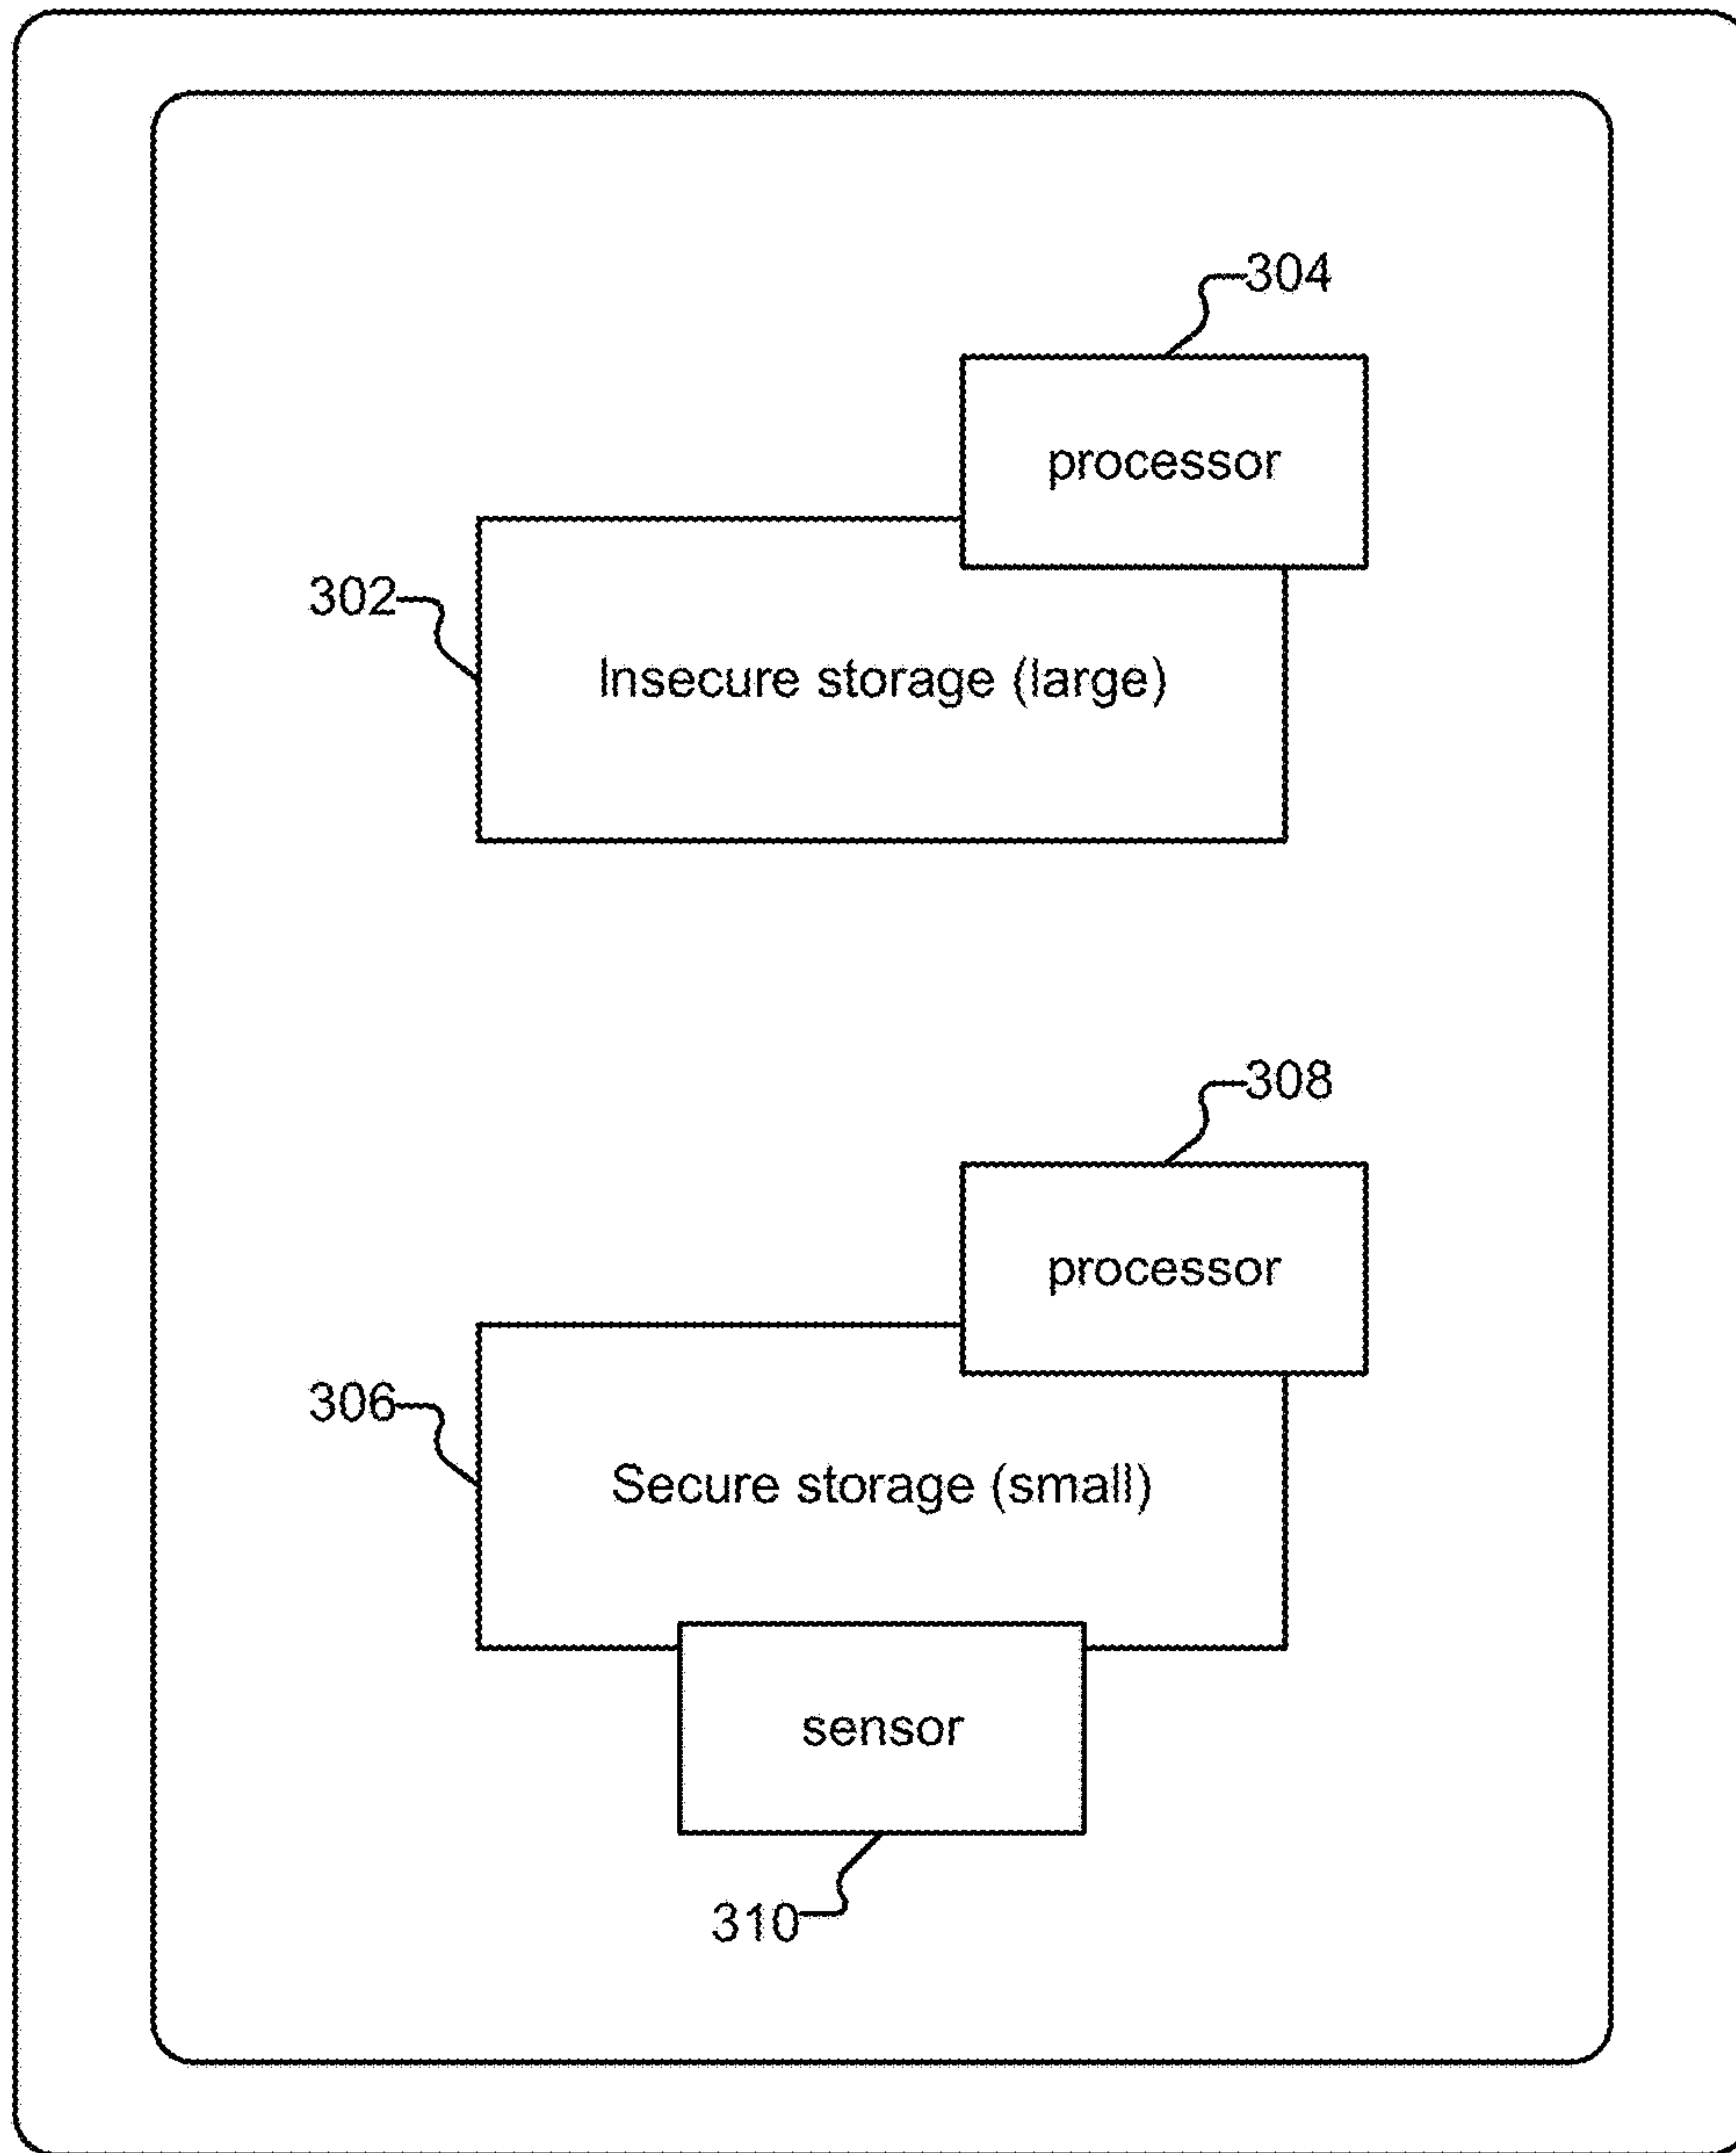 304
processor
302
Insecure storage (large)
308
processor
306
Secure storage (small)
sensor
310